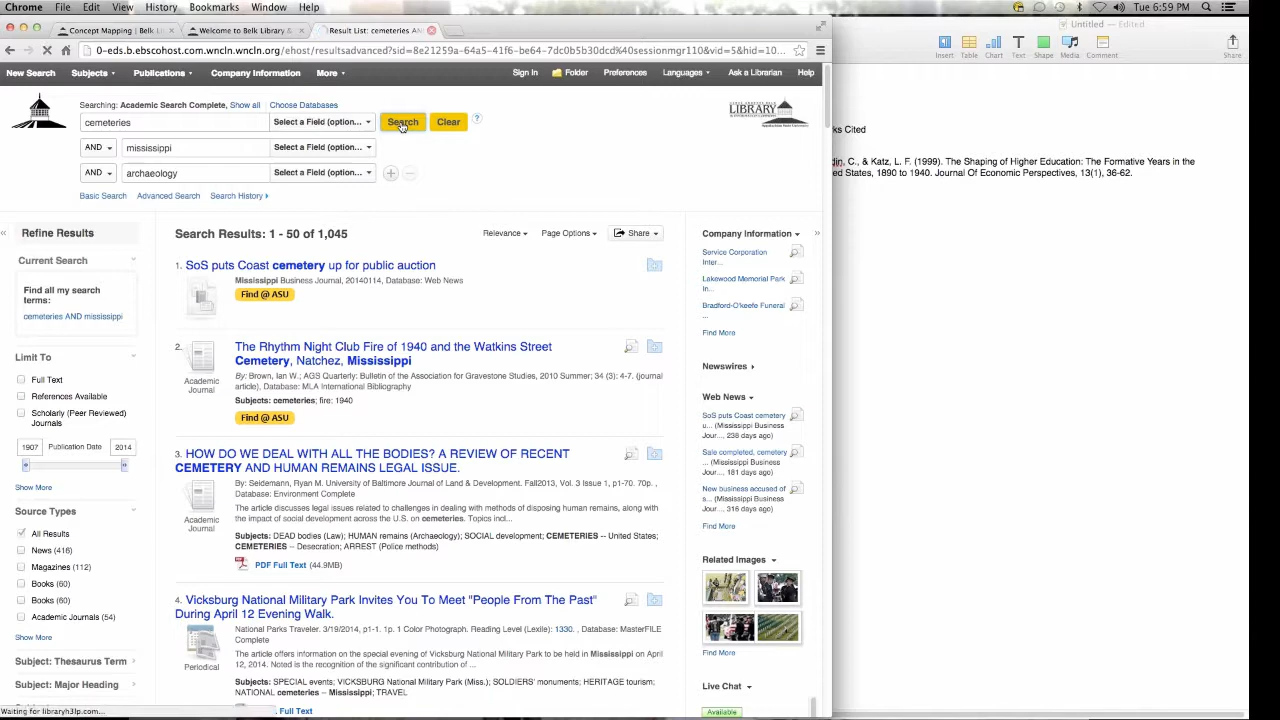 Chrome File Edit View History Bookmarks Window Help
Tue 6:59 PM
Concept Mapping | Belk Li
Welcome to Belk Library &
Result List: cemeteries AN
Untitled — Edited
0-eds.b.ebscohost.com.wncln.wncln.org/ehost/resultsadvanced?sid=8e21259a-64a5-41f6-be64-7dc0b5b30dcd%40sessionmgr110&vid=5&hid=10...
Insert Table Chart Text Shape Media Comment Share
New Search Subjects Publications Company Information More Sign In Folder Preferences Languages Ask a Librarian Help
Searching: Academic Search Complete, Show all Choose Databases
LIBRARY
cemeteries Select a Field (option... Search Clear ?
AND mississippi Select a Field (option...
AND archaeology Select a Field (option...
Basic Search Advanced Search Search History
ks Cited
din, C., & Katz, L. F. (1999). The Shaping of Higher Education: The Formative Years in the
ed States, 1890 to 1940. Journal Of Economic Perspectives, 13(1), 36-62.
Refine Results
Current Search
Find all my search
terms:
cemeteries AND mississippi
Limit To
Full Text
References Available
Scholarly (Peer Reviewed)
Journals
1907 Publication Date 2014
Show More
Source Types
All Results
News (416)
Magazines (112)
Books (60)
Books (60)
Academic Journals (54)
Show More
Subject: Thesaurus Term
Subject: Major Heading
Waiting for libraryh3lp.com...
Search Results: 1 - 50 of 1,045
Relevance Page Options Share
1. SoS puts Coast cemetery up for public auction
Mississippi Business Journal, 20140114, Database: Web News
Find @ ASU
2. The Rhythm Night Club Fire of 1940 and the Watkins Street
Cemetery, Natchez, Mississippi
Academic
Journal
By: Brown, Ian W.; AGS Quarterly: Bulletin of the Association for Gravestone Studies, 2010 Summer; 34 (3): 4-7. (journal
article), Database: MLA International Bibliography
Subjects: cemeteries; fire: 1940
Find @ ASU
3. HOW DO WE DEAL WITH ALL THE BODIES? A REVIEW OF RECENT
CEMETERY AND HUMAN REMAINS LEGAL ISSUE.
Academic
Journal
By: Seidemann, Ryan M. University of Baltimore Journal of Land & Development. Fall2013, Vol. 3 Issue 1, p1-70. 70p. ,
Database: Environment Complete
The article discusses legal issues related to challenges in dealing with methods of disposing human remains, along with
the impact of social development across the U.S. on cemeteries. Topics incl...
Subjects: DEAD bodies (Law); HUMAN remains (Archaeology); SOCIAL development; CEMETERIES -- United States;
CEMETERIES -- Desecration; ARREST (Police methods)
PDF Full Text (44.9MB)
4. Vicksburg National Military Park Invites You To Meet "People From The Past"
During April 12 Evening Walk.
Periodical
National Parks Traveler. 3/19/2014, p1-1. 1p. 1 Color Photograph. Reading Level (Lexile): 1330. , Database: MasterFILE
Complete
The article offers information on the special evening of Vicksburg National Military Park to be held in Mississippi on April
12, 2014. Noted is the recognition of the significant contribution of ...
Subjects: SPECIAL events; VICKSBURG National Military Park (Miss.); SOLDIERS' monuments; HERITAGE tourism;
NATIONAL cemeteries -- Mississippi; TRAVEL
Full Text
Company Information
Service Corporation
Inter...
Lakewood Memorial Park
In...
Bradford-O'keefe Funeral
...
Find More
Newswires
Web News
SoS puts Coast cemetery
u... (Mississippi Business
Jour..., 238 days ago)
Sale completed, cemetery
... (Mississippi Business
Jour..., 181 days ago)
New business accused of
s... (Mississippi Business
Jour..., 316 days ago)
Find More
Related Images
Find More
Live Chat
Available